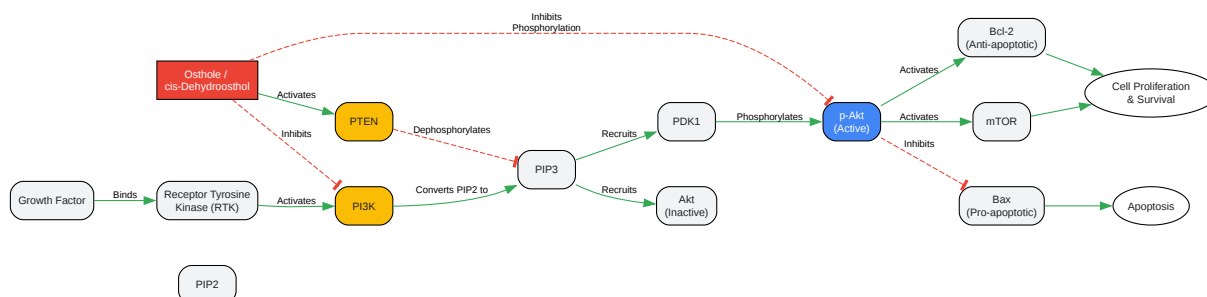 Inhibits
Phosphorylation
Osthole /
cis-Dehydroosthol
Activates
Inhibits
PTEN
Dephosphorylates
Growth Factor
Binds
Receptor Tyrosine
Kinase (RTK)
Activates
PI3K
Converts PIP2 to
PIP3
Recruits
Recruits
PDK1
Akt
(Inactive)
Phosphorylates
p-Akt
(Active)
Activates
Activates
Inhibits
Bcl-2
(Anti-apoptotic)
mTOR
Bax
(Pro-apoptotic)
Cell Proliferation
& Survival
Apoptosis
PIP2